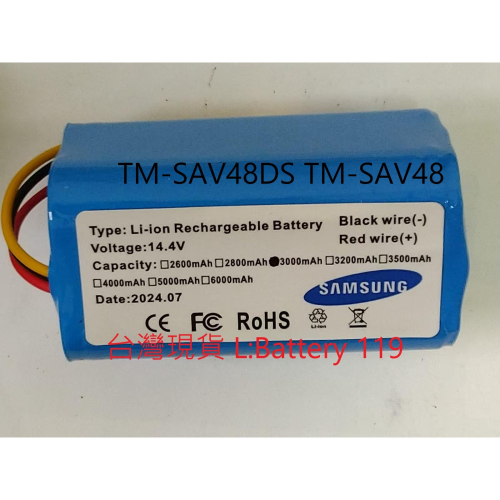 TM-SAV48DS TM-SAV48
Type: Li-ion Rechargeable Battery
Black wire(-)
Voltage:14.4V
Red wire(+)
Capacity: □2600mAh □2800mAh ●3000mAh □3200mAh □3500mAh
□4000mAh □5000mAh □6000mAh
Date:2024.07
SAMSUNG
CE FC RoHS Li-ion
台灣現貨 L:Battery 119